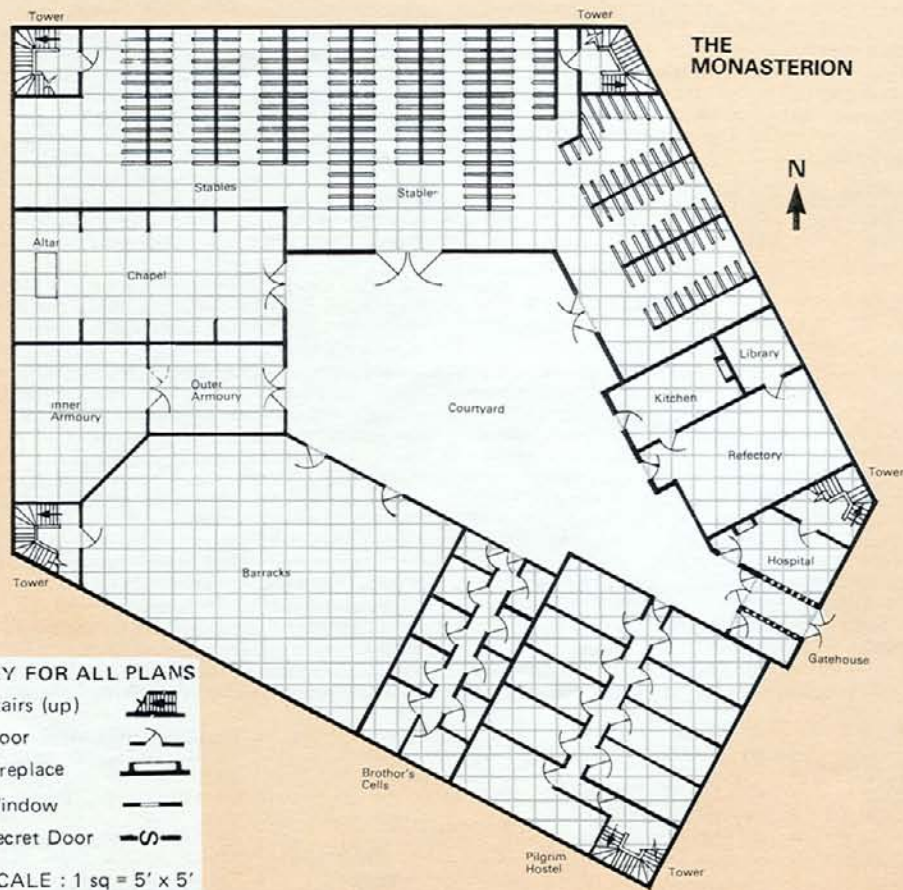 Tower
Tower
THE
MONASTERION
N
Stables
Stable
Altar
Chapel
Library
Outer
Armoury
nner
Armoury
Kitchen
Courtyard
Refectory
Tower
Hospital
Barracks
Tower
Gatehouse
Y FOR ALL PLANS
airs (up)
oor
replace
indow
ecret Door
S
CALE : 1 sq = 5' x 5'
Brothor's
Cells
Pilgrim
Hostel
Tower